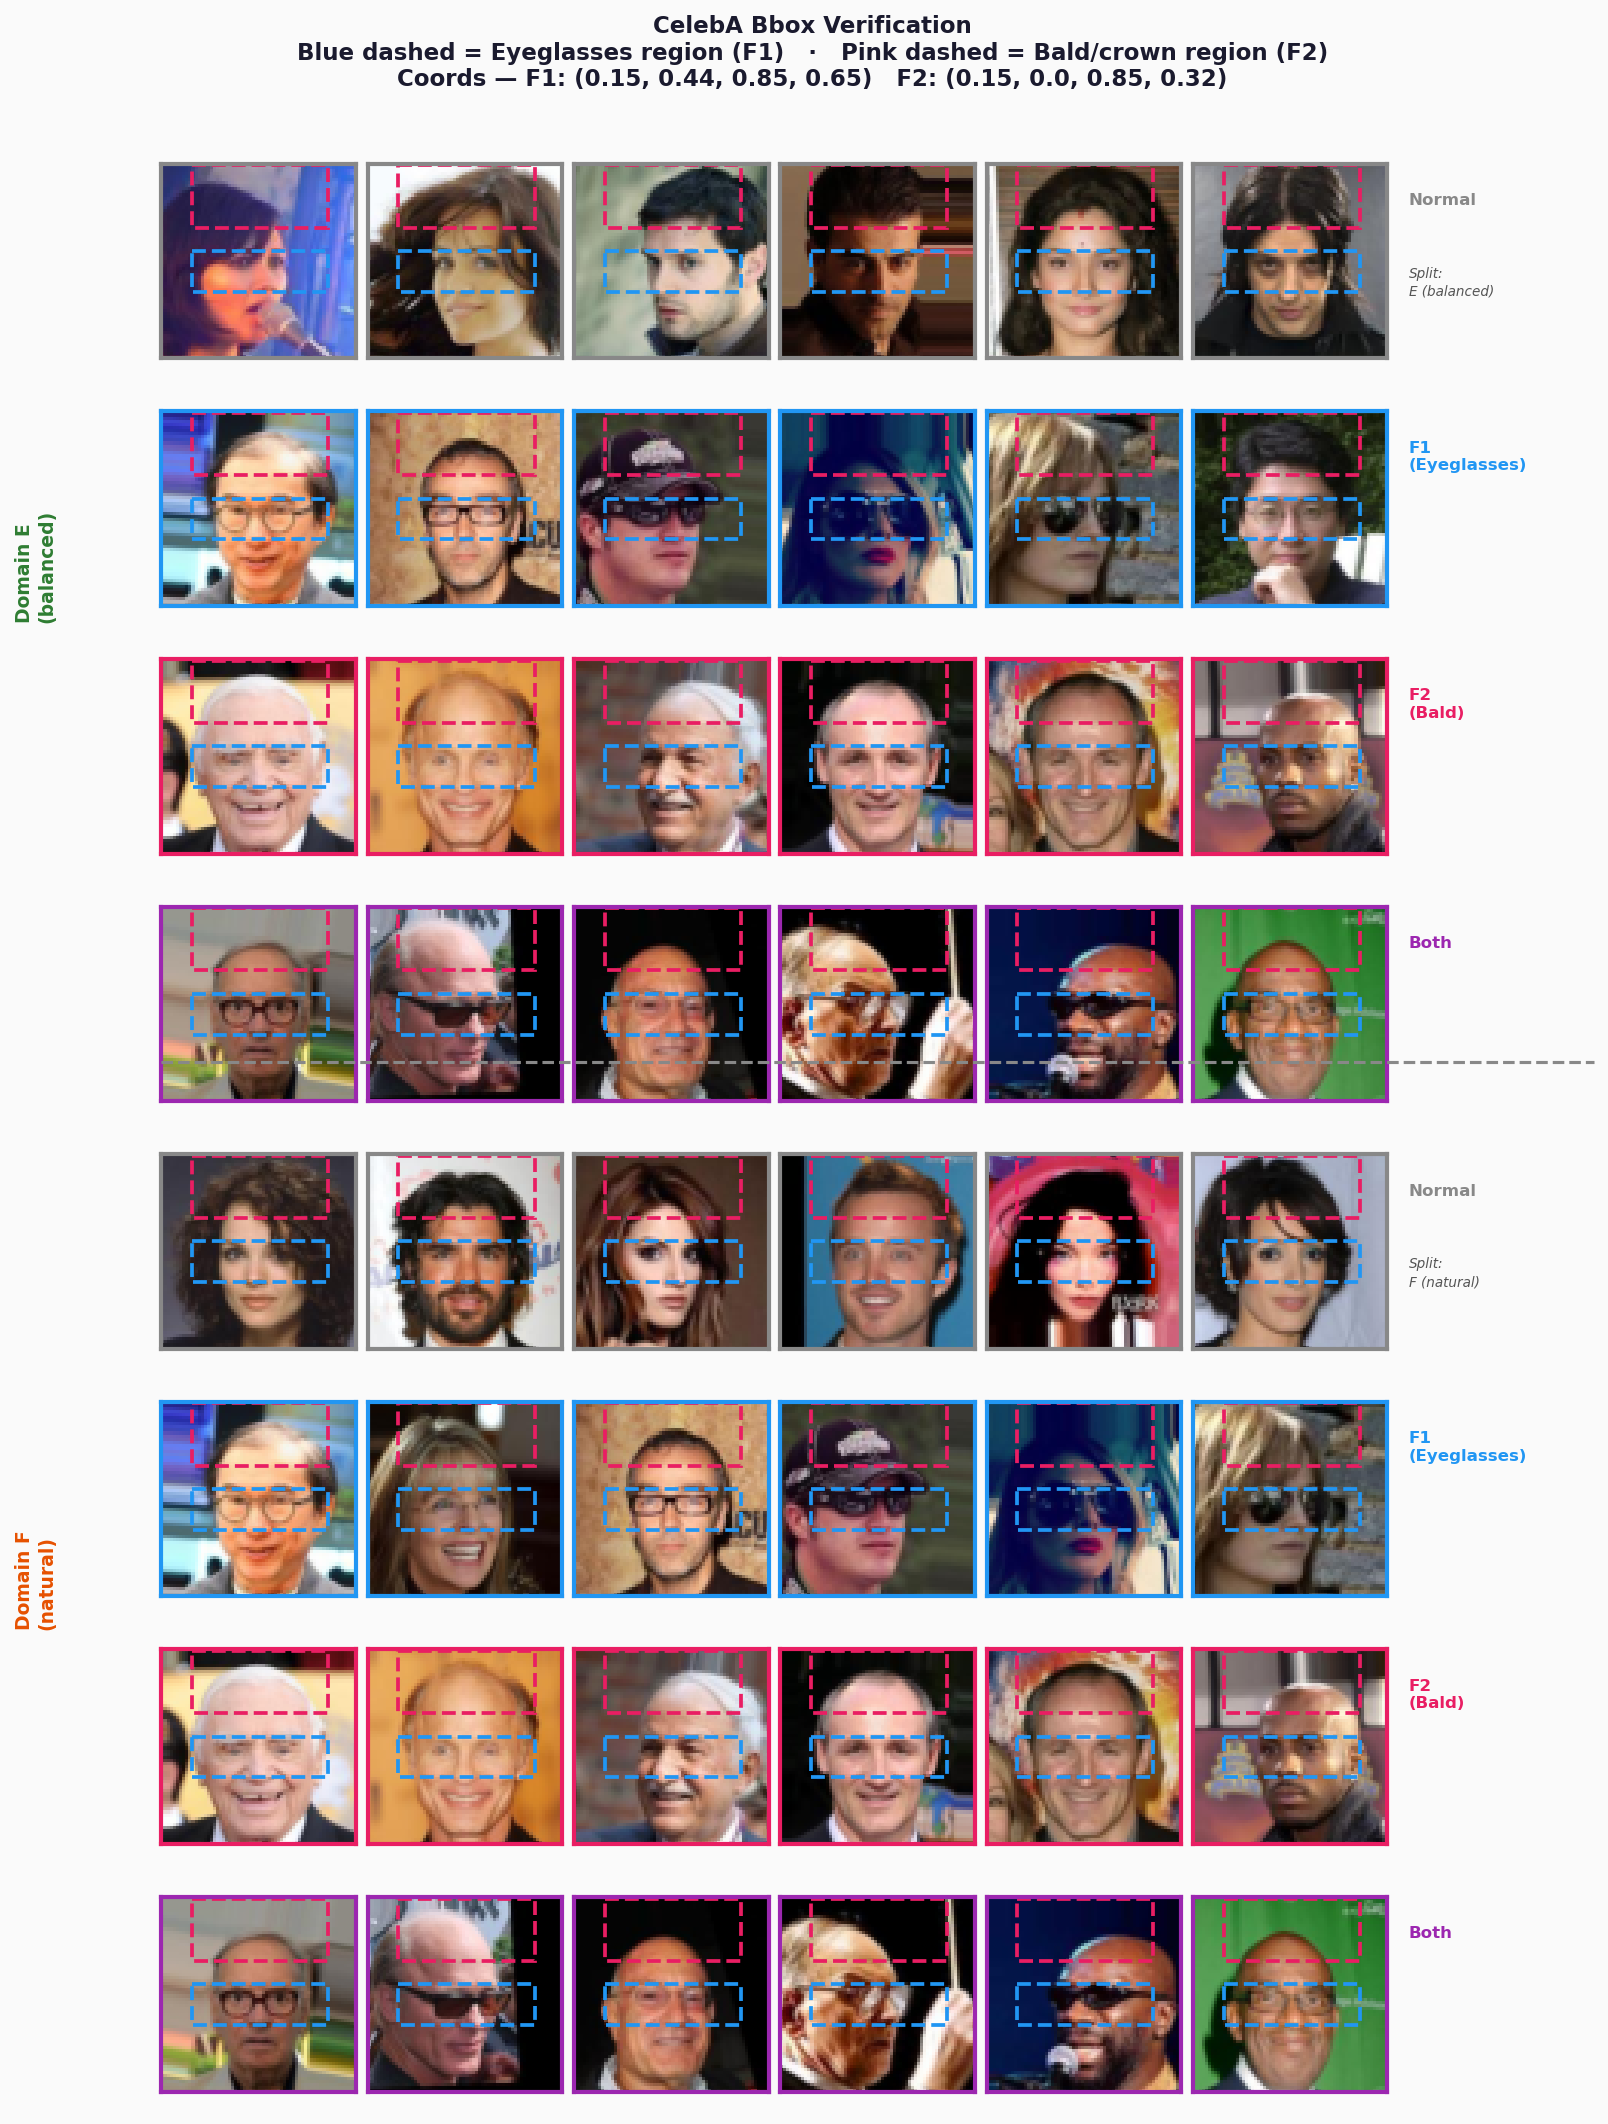 CelebA Bbox Verification
Blue dashed = Eyeglasses region (F1) · Pink dashed = Bald/crown region (F2)
Coords — F1: (0.15, 0.44, 0.85, 0.65) F2: (0.15, 0.0, 0.85, 0.32)
Domain E
(balanced)
Normal
Split:
E (balanced)
F1
(Eyeglasses)
F2
(Bald)
Both
Domain F
(natural)
Normal
Split:
F (natural)
F1
(Eyeglasses)
F2
(Bald)
Both